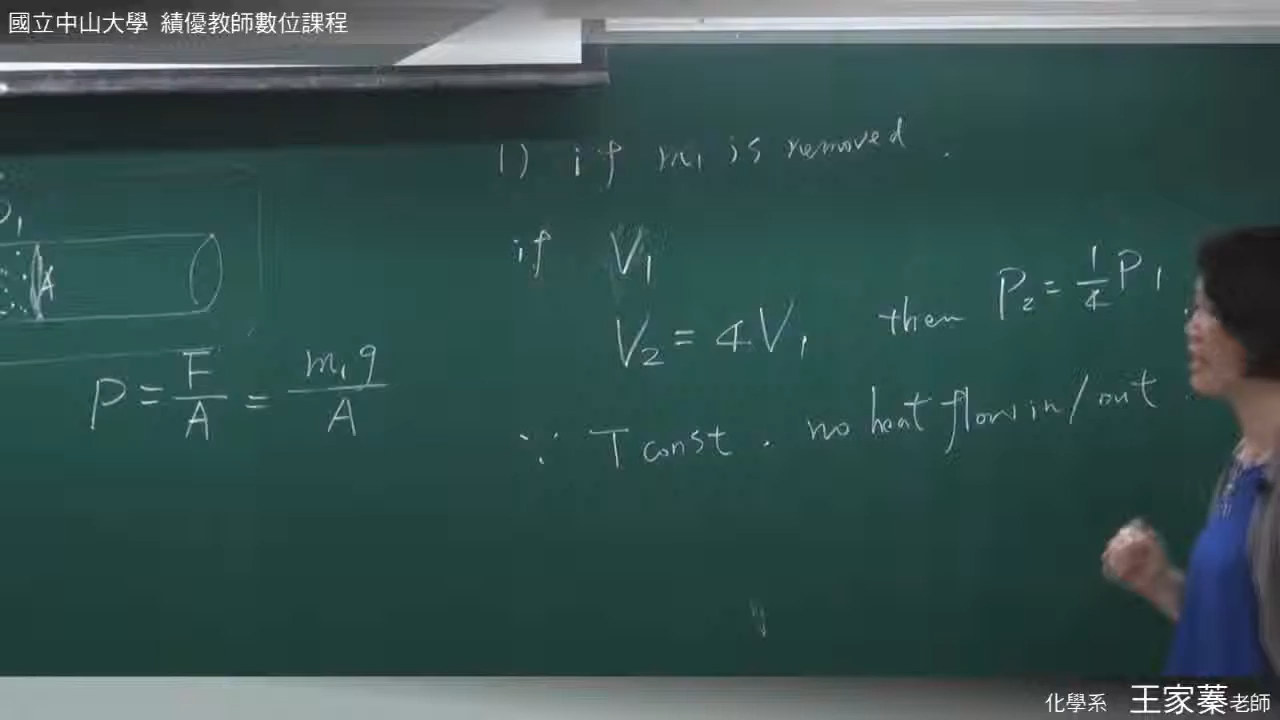 國立中山大學 績優教師數位課程
1) if m₁ is removed.
if V₁
V₂ = 4V₁ then P₂ = 1/4 P₁
∵ T const. no heat flow in/out.
A
P = F/A = m₁g/A
化學系 王家蓁老師